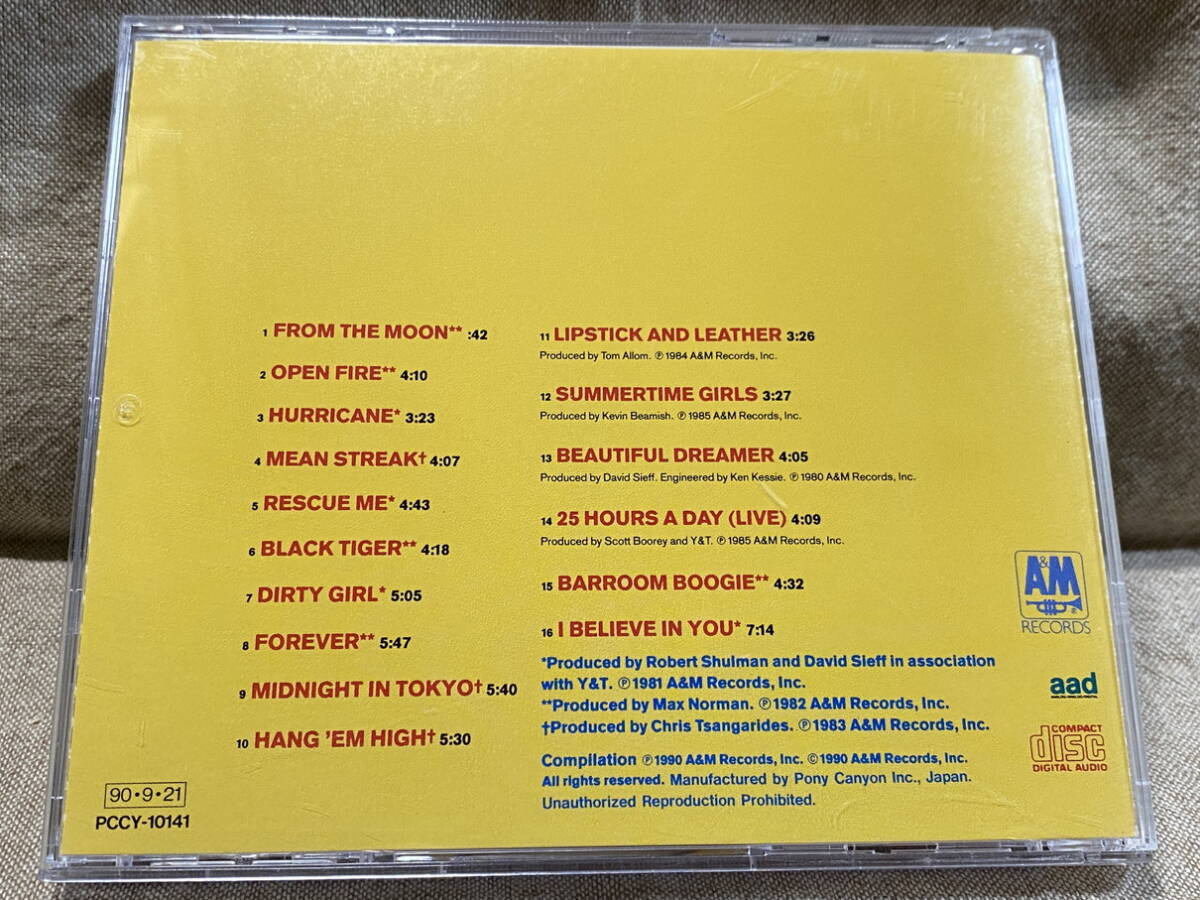 1 FROM THE MOON** :42
2 OPEN FIRE** 4:10
3 HURRICANE* 3:23
4 MEAN STREAK† 4:07
5 RESCUE ME* 4:43
6 BLACK TIGER** 4:18
7 DIRTY GIRL* 5:05
8 FOREVER** 5:47
9 MIDNIGHT IN TOKYO† 5:40
10 HANG 'EM HIGH† 5:30
11 LIPSTICK AND LEATHER 3:26
Produced by Tom Allom. ℗ 1984 A&M Records, Inc.
12 SUMMERTIME GIRLS 3:27
Produced by Kevin Beamish. ℗ 1985 A&M Records, Inc.
13 BEAUTIFUL DREAMER 4:05
Produced by David Sieff. Engineered by Ken Kessie. ℗ 1980 A&M Records, Inc.
14 25 HOURS A DAY (LIVE) 4:09
Produced by Scott Boorey and Y&T. ℗ 1985 A&M Records, Inc.
15 BARROOM BOOGIE** 4:32
16 I BELIEVE IN YOU* 7:14
*Produced by Robert Shulman and David Sieff in association
with Y&T. ℗ 1981 A&M Records, Inc.
**Produced by Max Norman. ℗ 1982 A&M Records, Inc.
†Produced by Chris Tsangarides. ℗ 1983 A&M Records, Inc.
Compilation ℗ 1990 A&M Records, Inc. © 1990 A&M Records, Inc.
All rights reserved. Manufactured by Pony Canyon Inc., Japan.
Unauthorized Reproduction Prohibited.
A&M
RECORDS
aad
COMPACT
disc
DIGITAL AUDIO
90•9•21
PCCY-10141